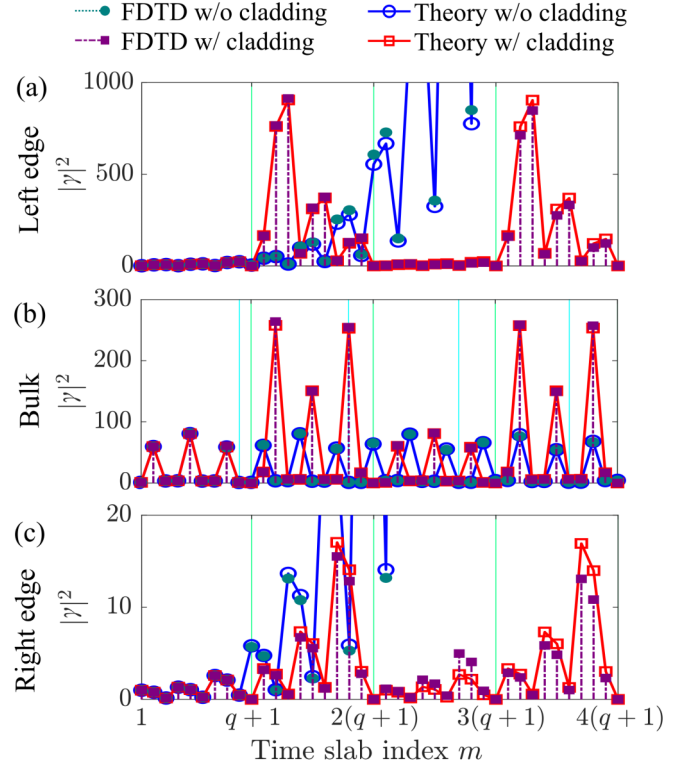 FDTD w/o cladding Theory w/o cladding
FDTD w/ cladding Theory w/ cladding
(a)
Left edge
|γ|²
1000
500
0
(b)
Bulk
|γ|²
300
200
100
0
(c)
Right edge
|γ|²
20
10
0
1 q + 1 2(q + 1) 3(q + 1) 4(q + 1)
Time slab index m